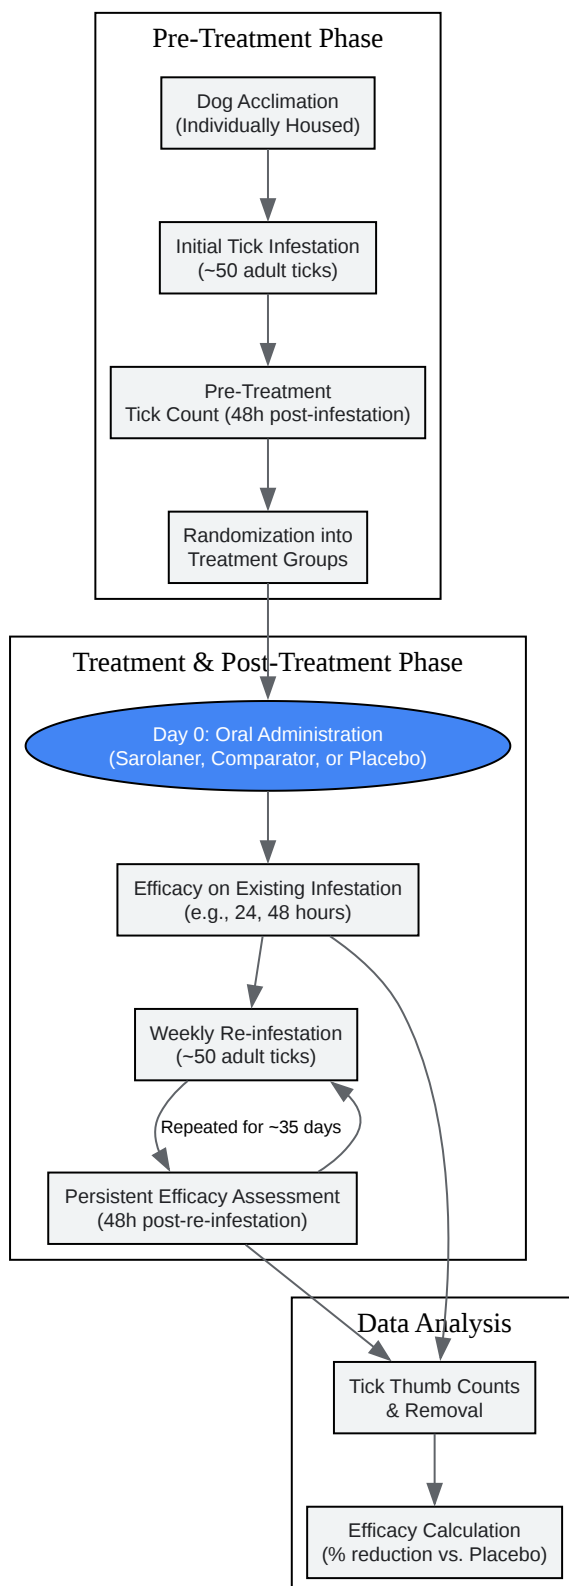 Pre-Treatment Phase
Dog Acclimation
(Individually Housed)
Initial Tick Infestation
(~50 adult ticks)
Pre-Treatment
Tick Count (48h post-infestation)
Randomization into
Treatment Groups
Treatment & Post-Treatment Phase
Day 0: Oral Administration
(Sarolaner, Comparator, or Placebo)
Efficacy on Existing Infestation
(e.g., 24, 48 hours)
Weekly Re-infestation
(~50 adult ticks)
Repeated for ~35 days
Persistent Efficacy Assessment
(48h post-re-infestation)
Data Analysis
Tick Thumb Counts
& Removal
Efficacy Calculation
(% reduction vs. Placebo)